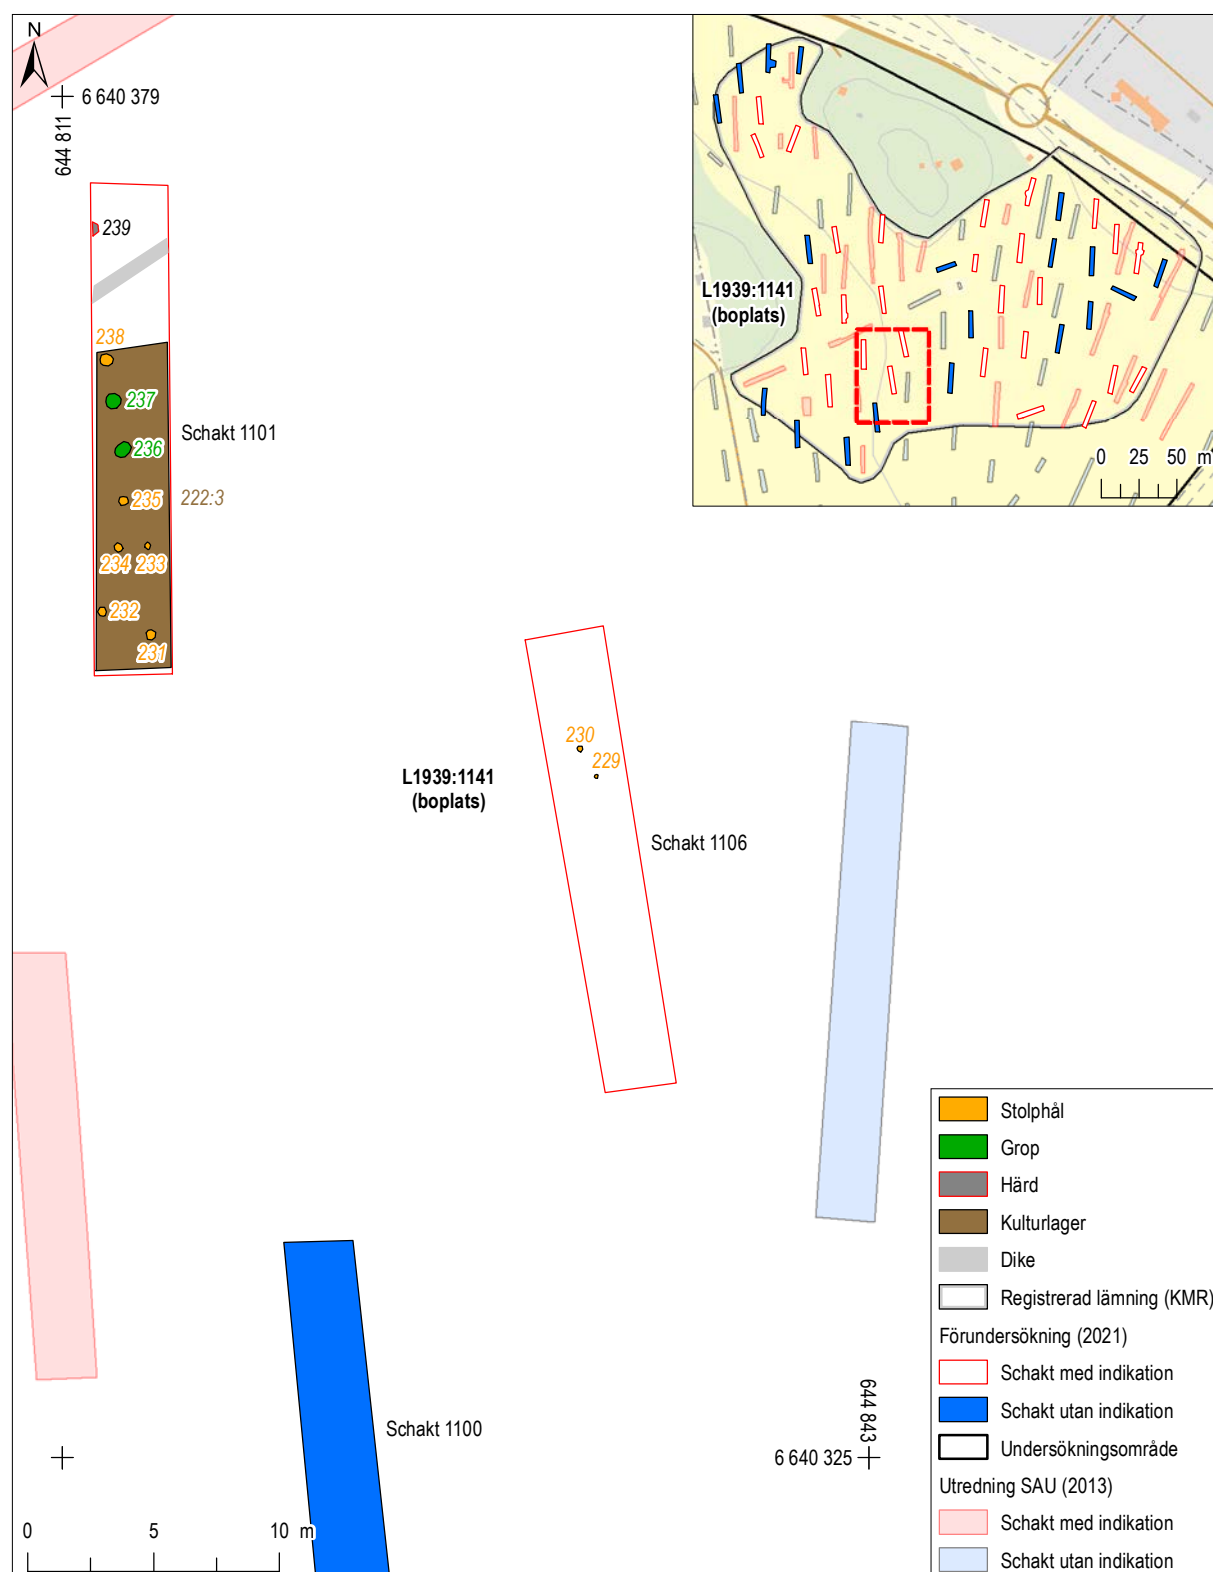 N
6 640 379
644 811
239
238
237
236
235
234
233
232
231
Schakt 1101
222:3
L1939:1141
(boplats)
0 25 50 m
230
229
L1939:1141
(boplats)
Schakt 1106
Schakt 1100
644 843
6 640 325
0 5 10 m
Stolphål
Grop
Härd
Kulturlager
Dike
Registrerad lämning (KMR)
Förundersökning (2021)
Schakt med indikation
Schakt utan indikation
Undersökningsområde
Utredning SAU (2013)
Schakt med indikation
Schakt utan indikation